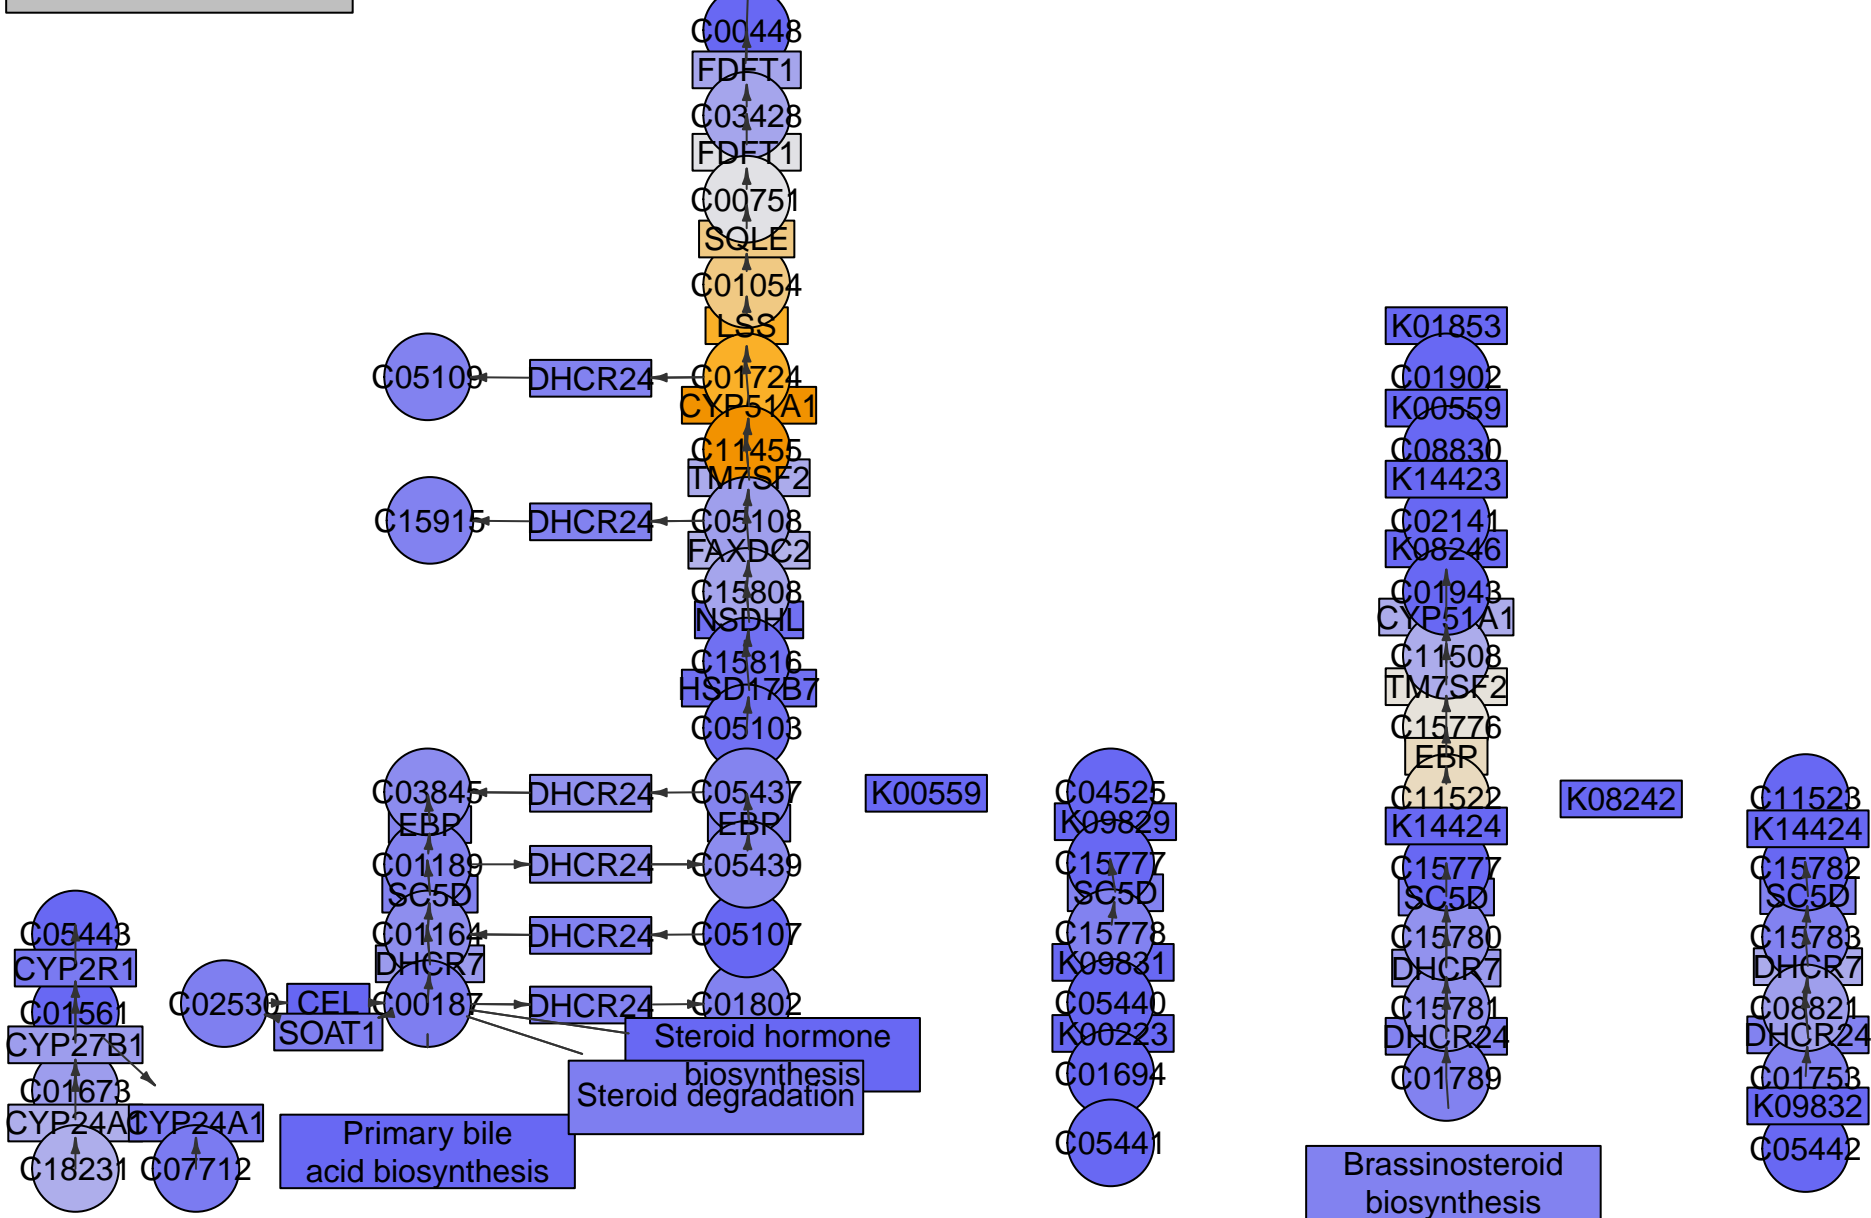 C00448
FDFT1
C03428
FDFT1
C00751
SQLE
C01054
LSS
C05109
DHCR24
C01724
CYP51A1
C11455
TM7SF2
C15915
DHCR24
C05108
FAXDC2
C15808
NSDHL
C15816
HSD17B7
C05103
C03845
DHCR24
C05437
EBP
EBP
C01189
DHCR24
C05439
SC5D
C01164
DHCR24
C05107
DHCR7
C02530
CEL
SOAT1
C00187
DHCR24
C01802
Steroid hormone
biosynthesis
Steroid degradation
Primary bile
acid biosynthesis
C05443
CYP2R1
C01561
CYP27B1
C01673
CYP24A1
CYP24A1
C18231
C07712
K00559
C04525
K09829
C15777
SC5D
C15778
K09831
C05440
K00223
C01694
C05441
K01853
C01902
K00559
C08830
K14423
C02141
K08246
C01943
CYP51A1
C11508
TM7SF2
C15776
EBP
C11522
K14424
C15777
SC5D
C15780
DHCR7
C15781
DHCR24
C01789
Brassinosteroid
biosynthesis
K08242
C11523
K14424
C15782
SC5D
C15783
DHCR7
C08821
DHCR24
C01753
K09832
C05442